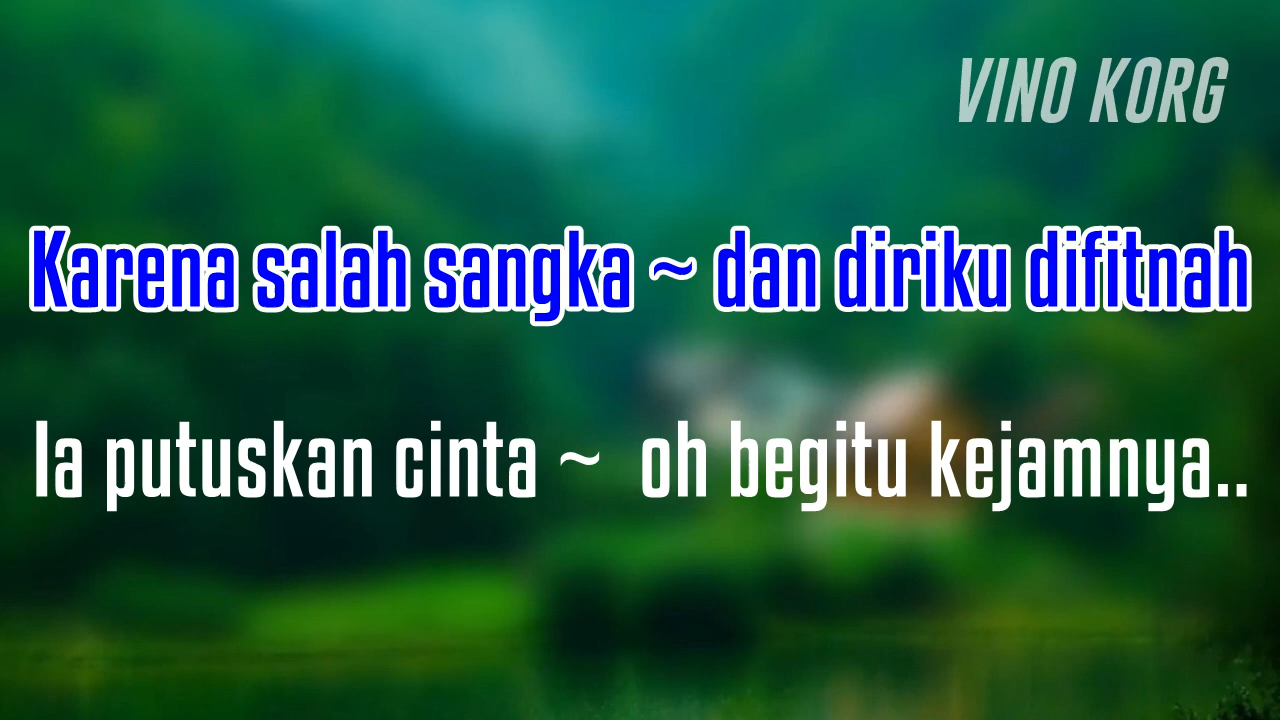 VINO KORG
Karena salah sangka ~ dan diriku difitnah
Ia putuskan cinta ~ oh begitu kejamnya..